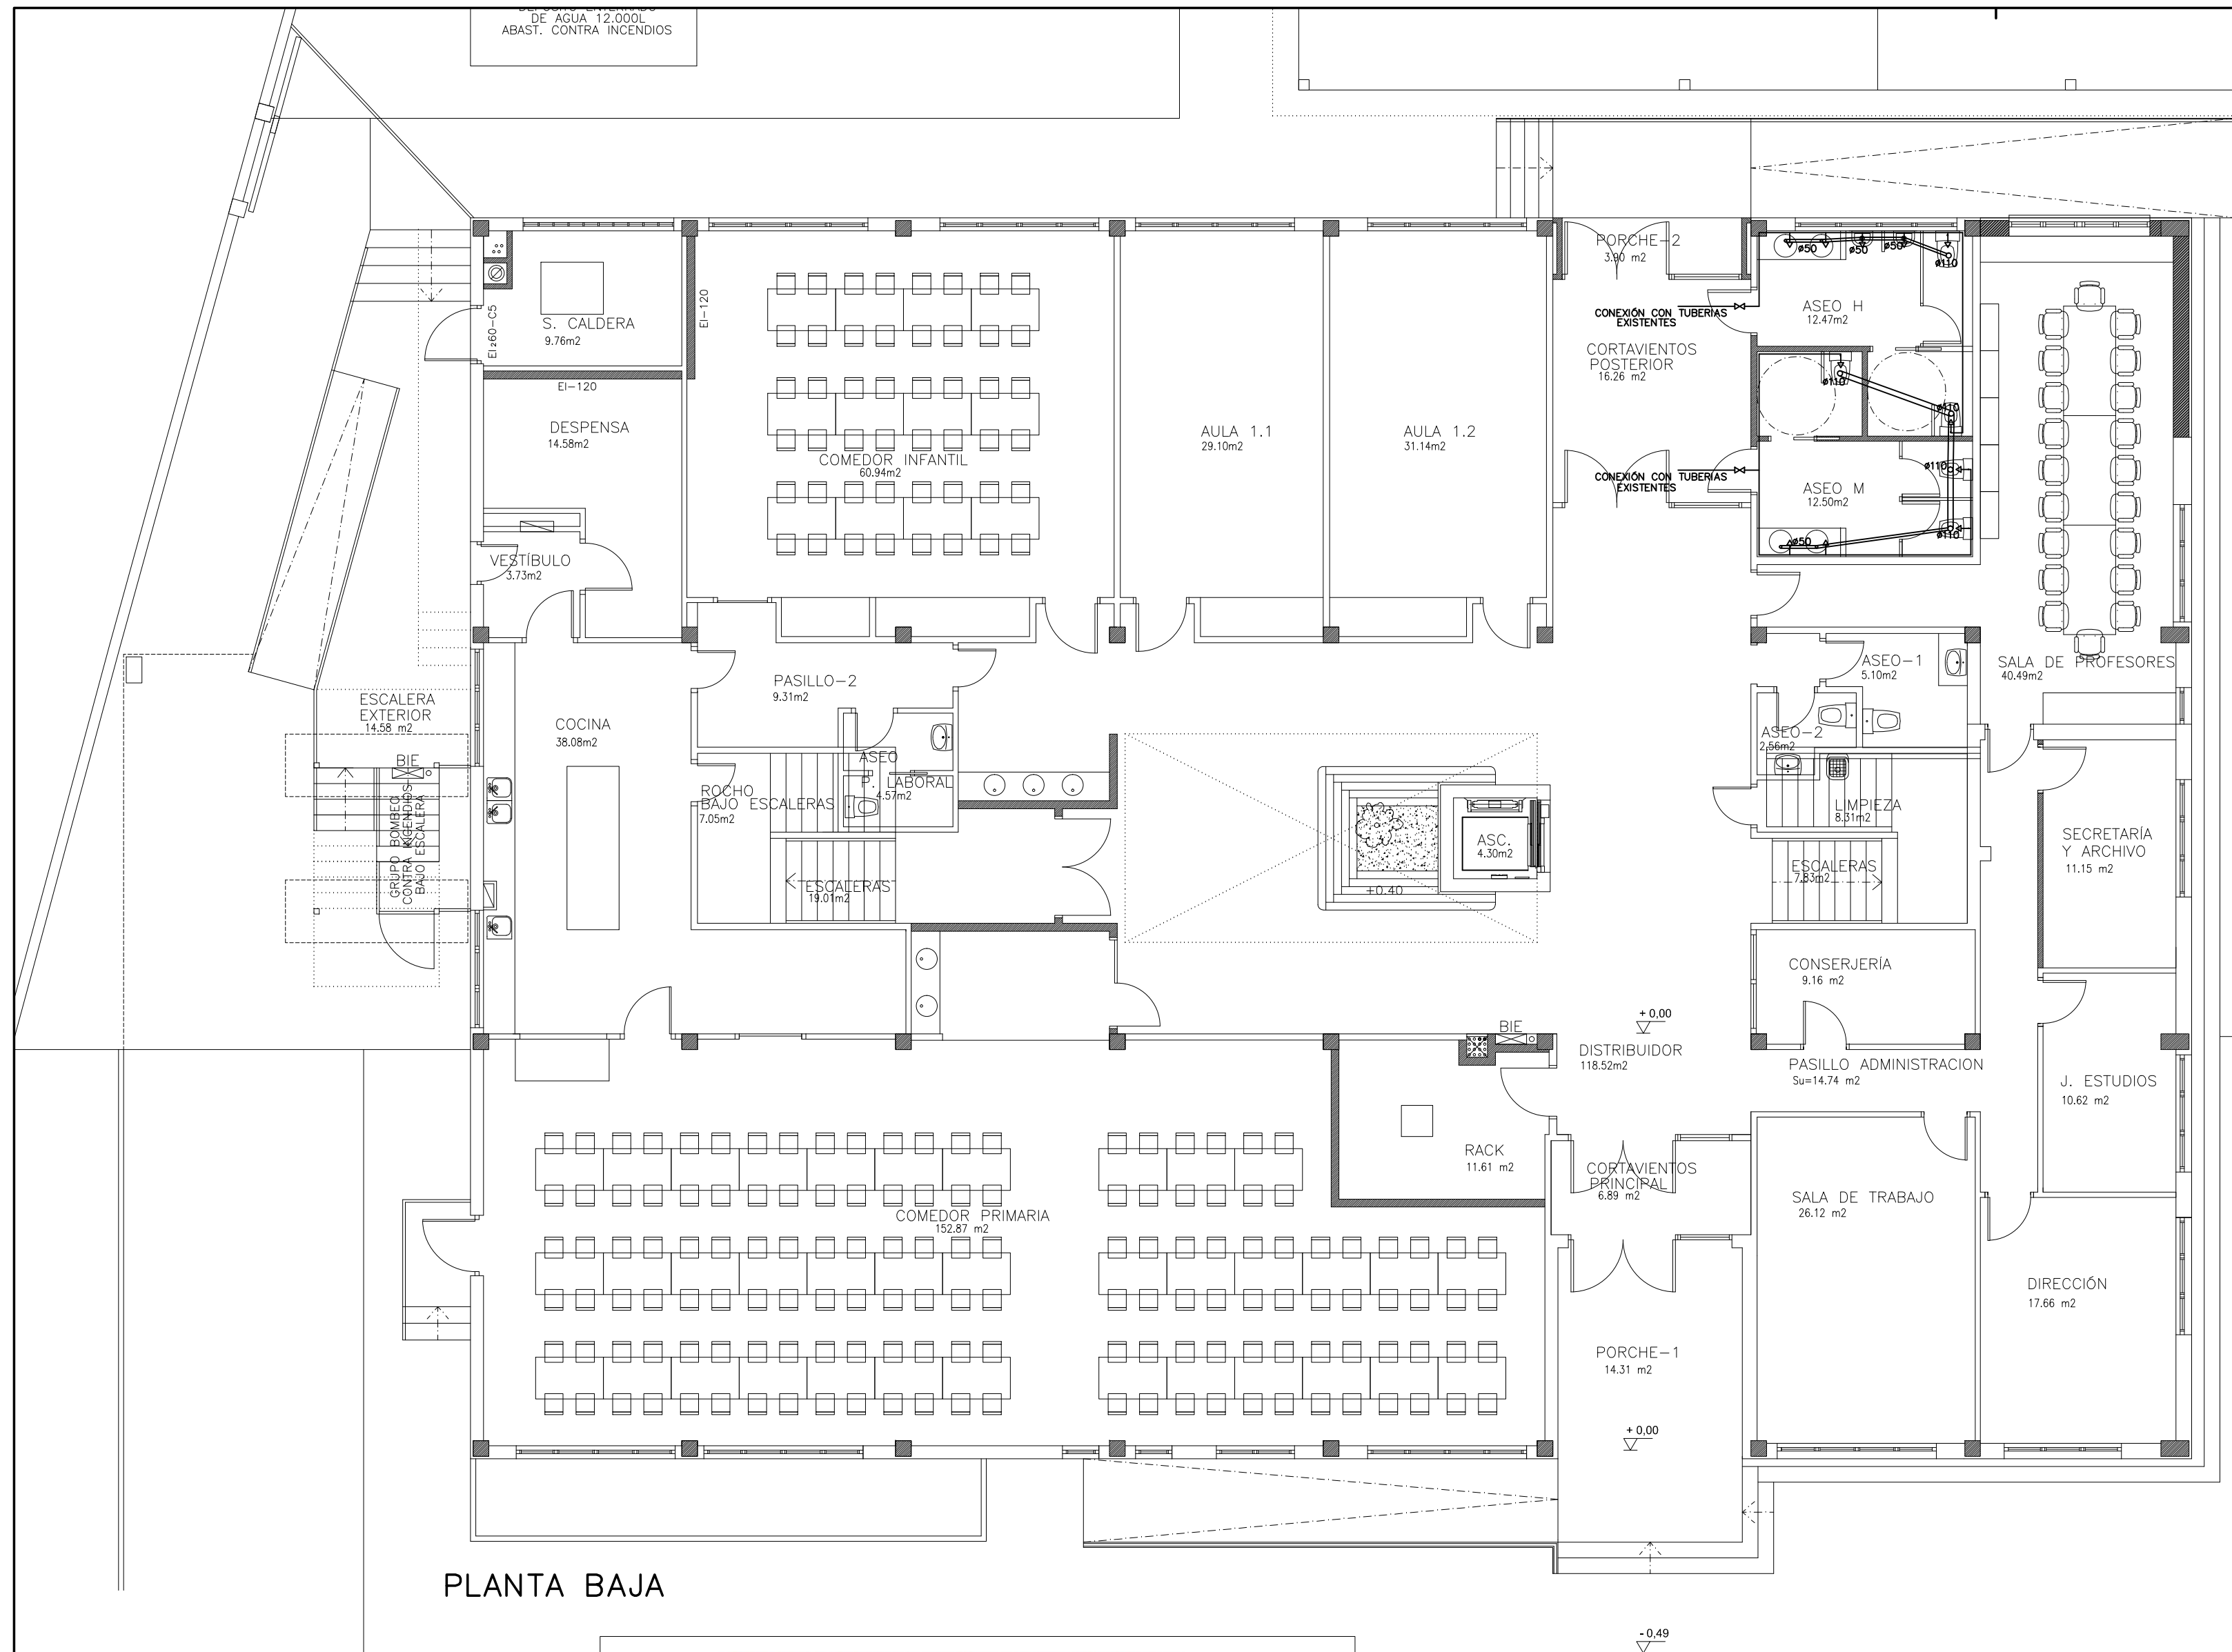 DE AGUA 12.000L
ABAST. CONTRA INCENDIOS
PORCHE-2
3.90 m2
ø50
ø50
ø50
ø110
EI₂60-C5
S. CALDERA
9.76m2
EI-120
EI-120
CONEXIÓN CON TUBERIAS
EXISTENTES
ASEO H
12.47m2
CORTAVIENTOS
POSTERIOR
16.26 m2
ø110
ø110
DESPENSA
14.58m2
COMEDOR INFANTIL
60.94m2
AULA 1.1
29.10m2
AULA 1.2
31.14m2
CONEXIÓN CON TUBERIAS
EXISTENTES
ASEO M
12.50m2
ø110
ø110
ø50
VESTÍBULO
3.73m2
ASEO-1
5.10m2
SALA DE PROFESORES
40.49m2
PASILLO-2
9.31m2
ESCALERA
EXTERIOR
14.58 m2
COCINA
38.08m2
ASEO-2
2.56m2
BIE
ASEO
P. LABORAL
4.57m2
ROCHO
BAJO ESCALERAS
7.05m2
GRUPO BOMBEO
CONTRA INCENDIOS
BAJO ESCALERA
LIMPIEZA
8.31m2
ASC.
4.30m2
SECRETARÍA
Y ARCHIVO
11.15 m2
ESCALERAS
19.01m2
+0.40
ESCALERAS
7.83m2
CONSERJERÍA
9.16 m2
+ 0,00
BIE
DISTRIBUIDOR
118.52m2
PASILLO ADMINISTRACION
Su=14.74 m2
J. ESTUDIOS
10.62 m2
RACK
11.61 m2
CORTAVIENTOS
PRINCIPAL
6.89 m2
SALA DE TRABAJO
26.12 m2
COMEDOR PRIMARIA
152.87 m2
DIRECCIÓN
17.66 m2
PORCHE-1
14.31 m2
+ 0,00
PLANTA BAJA
- 0,49